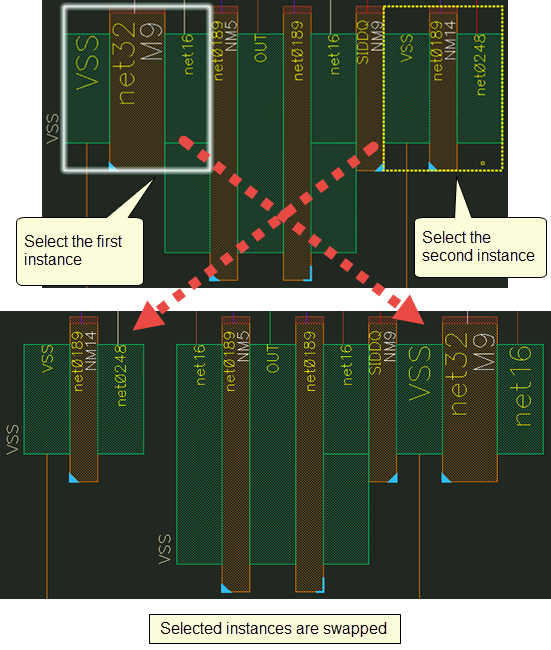 VSS
net32
M9
net16
net0189
NM5
OUT
net0189
net16
SIDDQ
NM9
VSS
net0189
NM14
net0248
VSS
Select the first
instance
Select the
second instance
VSS
net0189
NM14
net0248
net16
net0189
NM5
OUT
net0189
net16
SIDDQ
NM9
VSS
net32
M9
net16
VSS
VSS
Selected instances are swapped